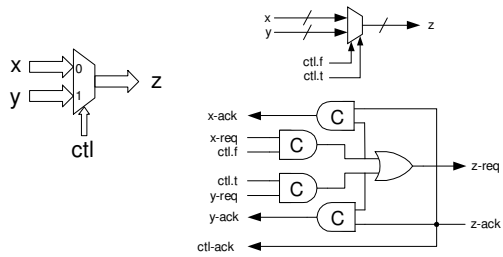 x
0
y
1
z
ctl
x
y
z
ctl.f
ctl.t
x-ack
C
x-req
ctl.f
C
z-req
ctl.t
y-req
C
y-ack
C
z-ack
ctl-ack